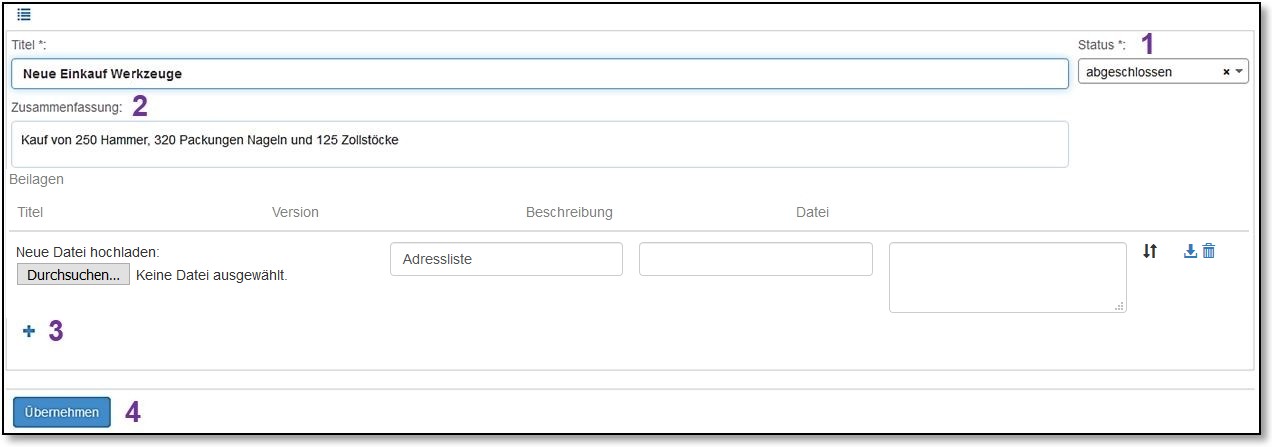 Titel *:
Status *: 1
Neue Einkauf Werkzeuge
abgeschlossen ×
Zusammenfassung: 2
Kauf von 250 Hammer, 320 Packungen Nageln und 125 Zollstöcke
Beilagen
Titel Version Beschreibung Datei
Neue Datei hochladen:
Adressliste
Durchsuchen... Keine Datei ausgewählt.
+ 3
Übernehmen 4